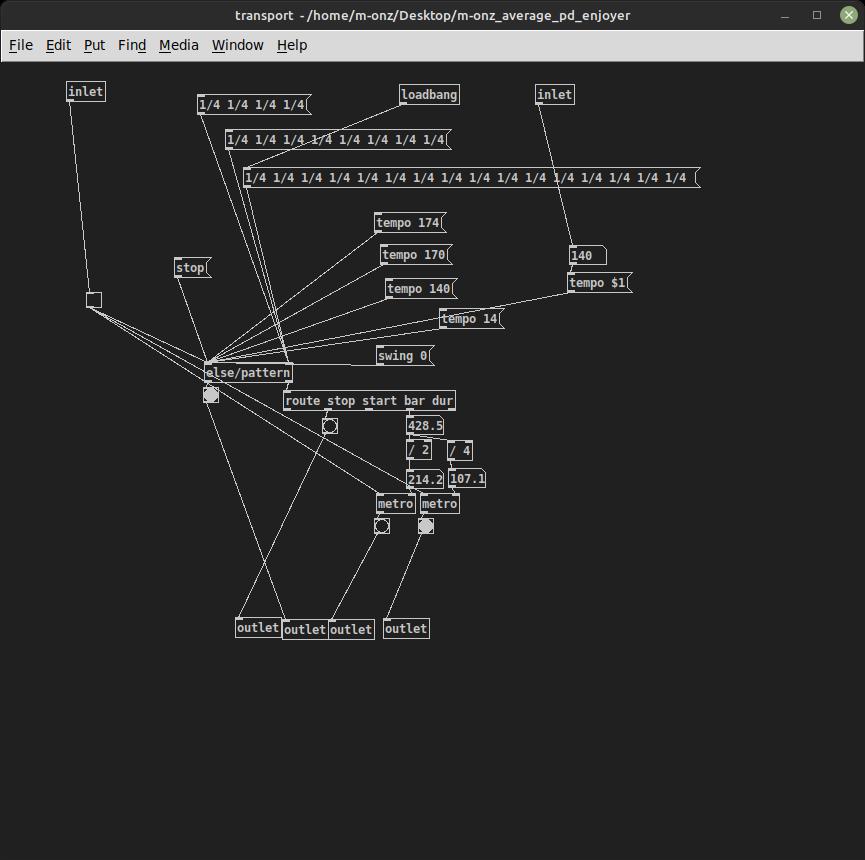 transport - /home/m-onz/Desktop/m-onz_average_pd_enjoyer
File Edit Put Find Media Window Help
inlet
1/4 1/4 1/4 1/4
loadbang
inlet
1/4 1/4 1/4 1/4 1/4 1/4 1/4 1/4
1/4 1/4 1/4 1/4 1/4 1/4 1/4 1/4 1/4 1/4 1/4 1/4 1/4 1/4 1/4 1/4
tempo 174
tempo 170
140
stop
tempo $1
tempo 140
tempo 14
swing 0
else/pattern
route stop start bar dur
428.5
/ 2
/ 4
214.2
107.1
metro
metro
outlet
outlet
outlet
outlet